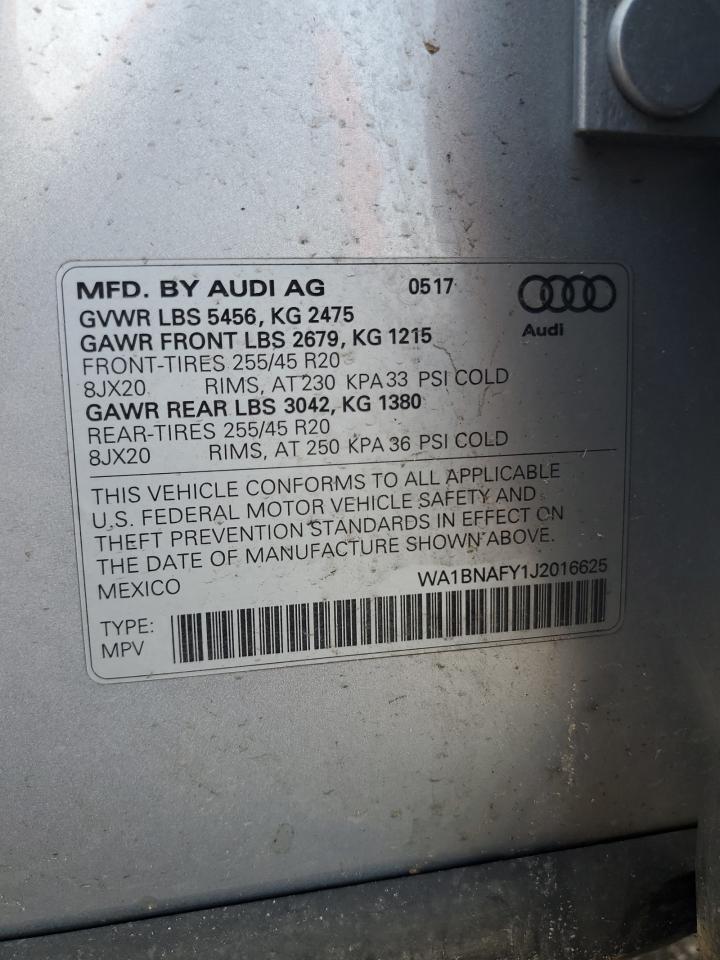 MFD. BY AUDI AG 0517
Audi
GVWR LBS 5456, KG 2475
GAWR FRONT LBS 2679, KG 1215
FRONT-TIRES 255/45 R20
8JX20 RIMS, AT 230 KPA 33 PSI COLD
GAWR REAR LBS 3042, KG 1380
REAR-TIRES 255/45 R20
8JX20 RIMS, AT 250 KPA 36 PSI COLD
THIS VEHICLE CONFORMS TO ALL APPLICABLE
U.S. FEDERAL MOTOR VEHICLE SAFETY AND
THEFT PREVENTION STANDARDS IN EFFECT ON
THE DATE OF MANUFACTURE SHOWN ABOVE.
MEXICO WA1BNAFY1J2016625
TYPE:
MPV